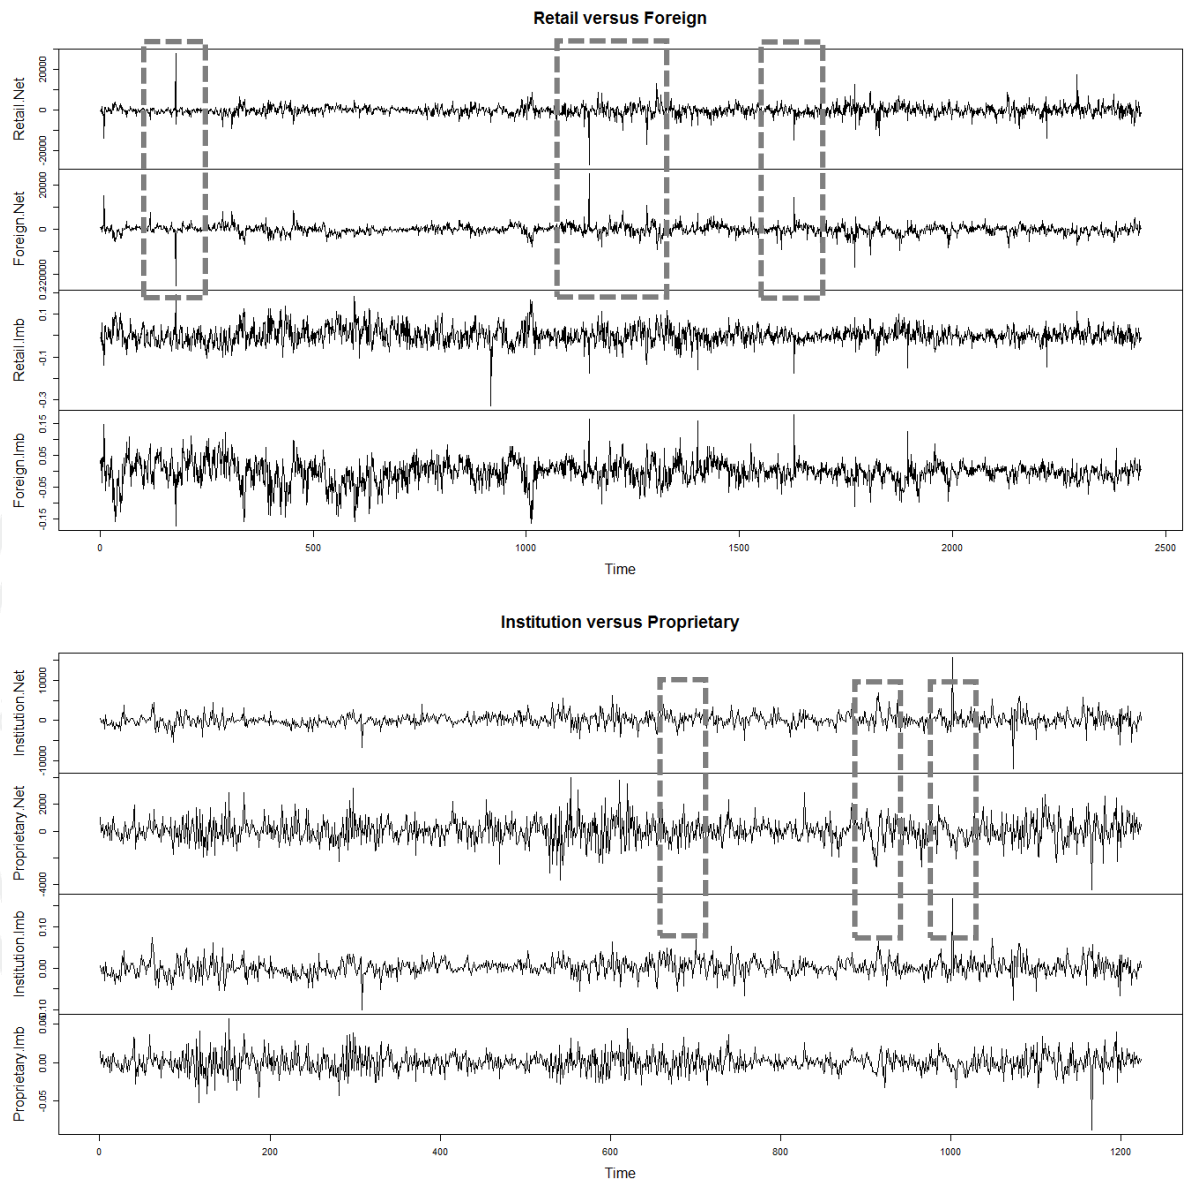 Retail versus Foreign
Retail.Net
-20000 0 20000
Foreign.Net
0 20000
Retail.Imb
-0.3 -0.1 0.1
Foreign.Imb
-0.15 -0.05 0.05 0.15
0 500 1000 1500 2000 2500
Time
Institution versus Proprietary
Institution.Net
-10000 0 10000
Proprietary.Net
-4000 0 2000
Institution.Imb
0.00 0.10
Proprietary.Imb
-0.05 0.00
0 200 400 600 800 1000 1200
Time